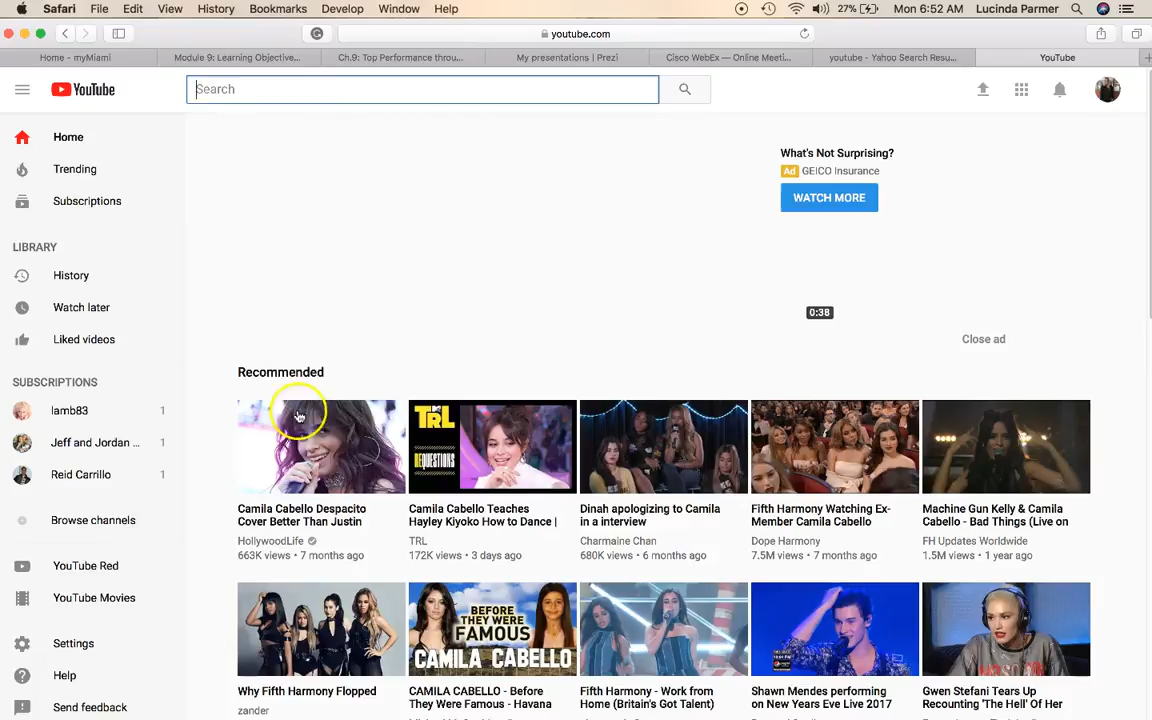 Safari File Edit View History Bookmarks Develop Window Help 27% Mon 6:52 AM Lucinda Parmer
youtube.com
Home - myMiami Module 9: Learning Objective... Ch.9: Top Performance throu... My presentations | Prezi Cisco WebEx — Online Meeti... youtube - Yahoo Search Resu... YouTube
YouTube Search
Home
Trending
Subscriptions
LIBRARY
History
Watch later
Liked videos
SUBSCRIPTIONS
lamb83 1
Jeff and Jordan ... 1
Reid Carrillo 1
Browse channels
YouTube Red
YouTube Movies
Settings
Help
Send feedback
What's Not Surprising?
Ad GEICO Insurance
WATCH MORE
0:38
Close ad
Recommended
TRL
REQUESTIONS
Camila Cabello Despacito
Cover Better Than Justin
HollywoodLife
663K views • 7 months ago
Camila Cabello Teaches
Hayley Kiyoko How to Dance |
TRL
172K views • 3 days ago
Dinah apologizing to Camila
in a interview
Charmaine Chan
680K views • 6 months ago
Fifth Harmony Watching Ex-
Member Camila Cabello
Dope Harmony
7.5M views • 7 months ago
Machine Gun Kelly & Camila
Cabello - Bad Things (Live on
FH Updates Worldwide
1.5M views • 1 year ago
BEFORE
THEY WERE
FAMOUS
CAMILA CABELLO
Why Fifth Harmony Flopped
zander
CAMILA CABELLO - Before
They Were Famous - Havana
Fifth Harmony - Work from
Home (Britain's Got Talent)
Shawn Mendes performing
on New Years Eve Live 2017
Gwen Stefani Tears Up
Recounting 'The Hell' Of Her